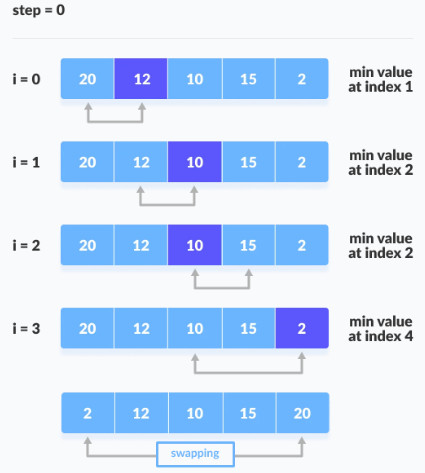 step = 0
i = 0 20 12 10 15 2 min value
at index 1
i = 1 20 12 10 15 2 min value
at index 2
i = 2 20 12 10 15 2 min value
at index 2
i = 3 20 12 10 15 2 min value
at index 4
2 12 10 15 20
swapping